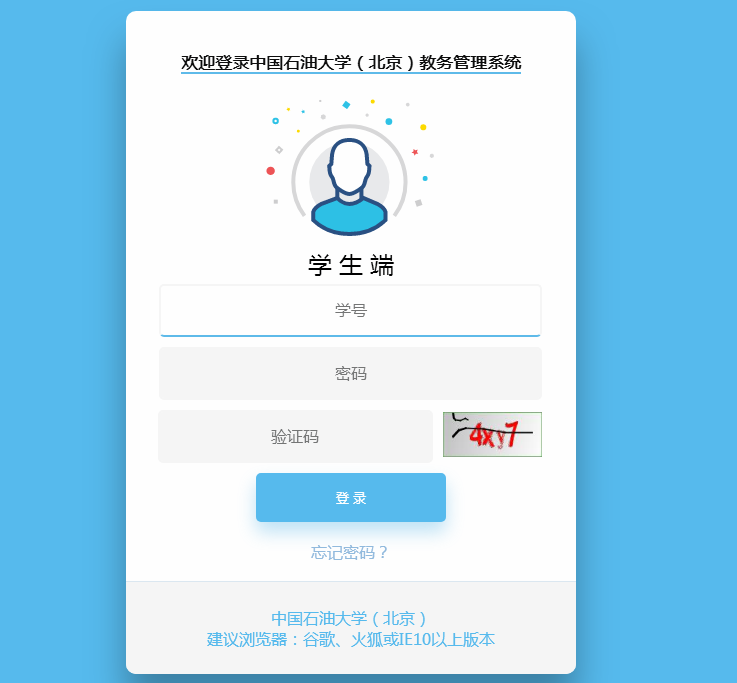 欢迎登录中国石油大学（北京）教务管理系统
学生端
学号
密码
验证码
4xy7
登 录
忘记密码？
中国石油大学（北京）
建议浏览器：谷歌、火狐或IE10以上版本